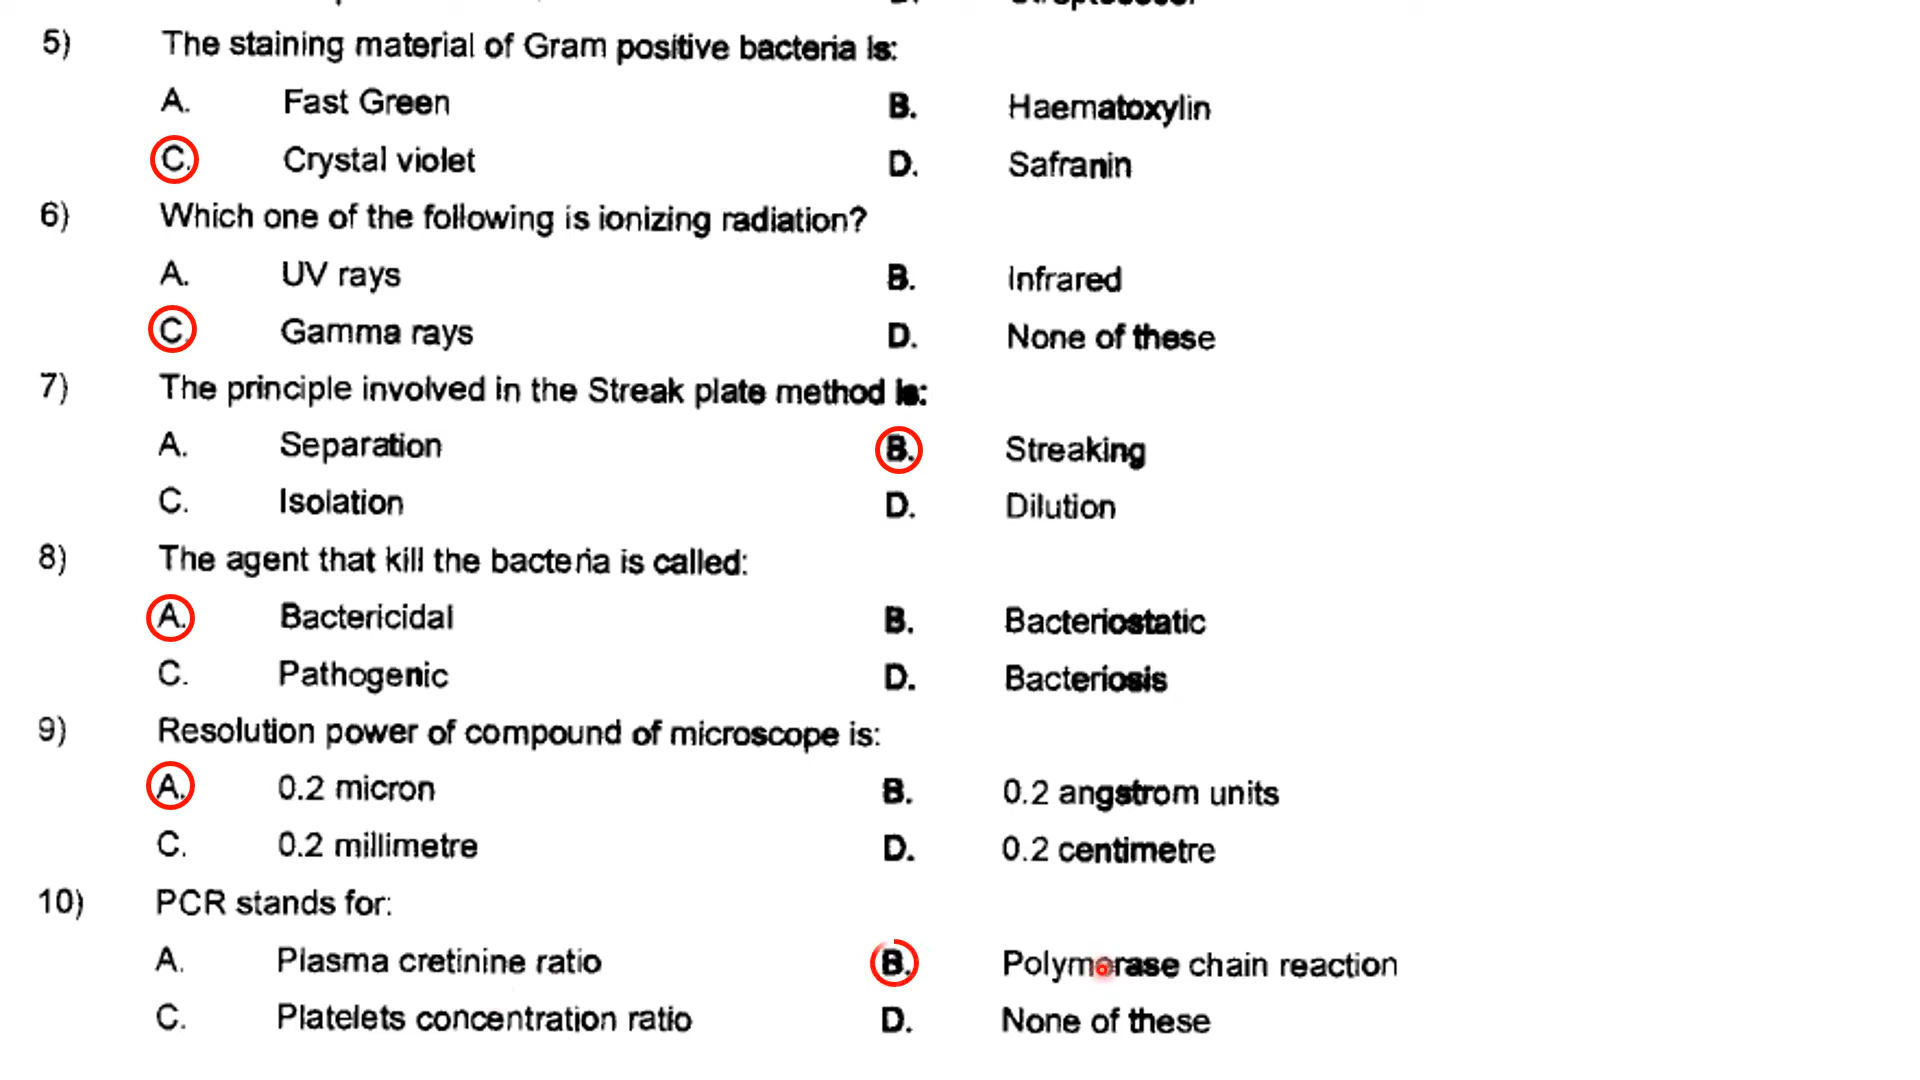 5) The staining material of Gram positive bacteria is:
A. Fast Green B. Haematoxylin
C. Crystal violet D. Safranin
6) Which one of the following is ionizing radiation?
A. UV rays B. Infrared
C. Gamma rays D. None of these
7) The principle involved in the Streak plate method is:
A. Separation B. Streaking
C. Isolation D. Dilution
8) The agent that kill the bacteria is called:
A. Bactericidal B. Bacteriostatic
C. Pathogenic D. Bacteriosis
9) Resolution power of compound of microscope is:
A. 0.2 micron B. 0.2 angstrom units
C. 0.2 millimetre D. 0.2 centimetre
10) PCR stands for:
A. Plasma cretinine ratio B. Polymerase chain reaction
C. Platelets concentration ratio D. None of these